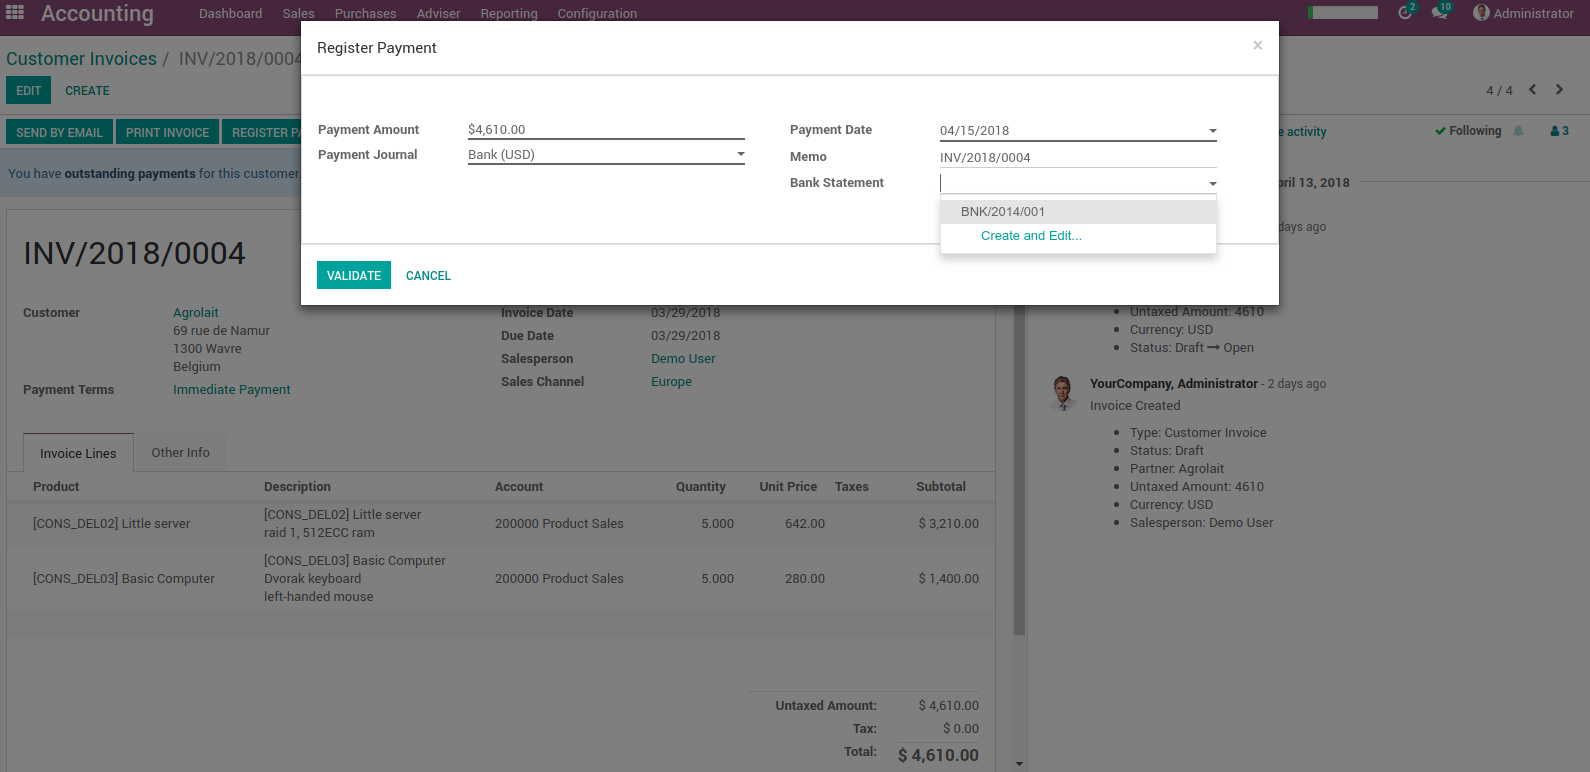 Accounting
Dashboard Sales Purchases Adviser Reporting Configuration
2 10 Administrator
Register Payment ×
Customer Invoices / INV/2018/0004
EDIT CREATE
4 / 4
SEND BY EMAIL PRINT INVOICE REGISTER PA
Payment Amount $4,610.00
Payment Journal Bank (USD)
Payment Date 04/15/2018
Memo INV/2018/0004
Bank Statement
BNK/2014/001
Create and Edit...
VALIDATE CANCEL
e activity Following 3
You have outstanding payments for this customer.
pril 13, 2018
days ago
INV/2018/0004
Customer Agrolait
69 rue de Namur
1300 Wavre
Belgium
Payment Terms Immediate Payment
Invoice Date 03/29/2018
Due Date 03/29/2018
Salesperson Demo User
Sales Channel Europe
Invoice Lines Other Info
Product Description Account Quantity Unit Price Taxes Subtotal
[CONS_DEL02] Little server [CONS_DEL02] Little server
raid 1, 512ECC ram 200000 Product Sales 5.000 642.00 $ 3,210.00
[CONS_DEL03] Basic Computer [CONS_DEL03] Basic Computer
Dvorak keyboard
left-handed mouse 200000 Product Sales 5.000 280.00 $ 1,400.00
Untaxed Amount: $ 4,610.00
Tax: $ 0.00
Total: $ 4,610.00
Untaxed Amount: 4610
Currency: USD
Status: Draft → Open
YourCompany, Administrator - 2 days ago
Invoice Created
Type: Customer Invoice
Status: Draft
Partner: Agrolait
Untaxed Amount: 4610
Currency: USD
Salesperson: Demo User